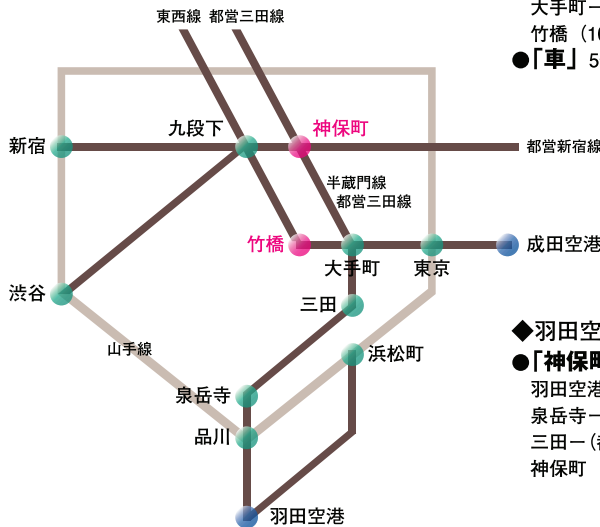 大手町ー
竹橋（10
●「車」5
東西線 都営三田線
九段下
神保町
新宿
都営新宿線
半蔵門線
都営三田線
竹橋
成田空港
大手町
東京
渋谷
三田
山手線
浜松町
泉岳寺
品川
羽田空港
◆羽田空
●「神保町
羽田空港
泉岳寺ー
三田ー（都
神保町